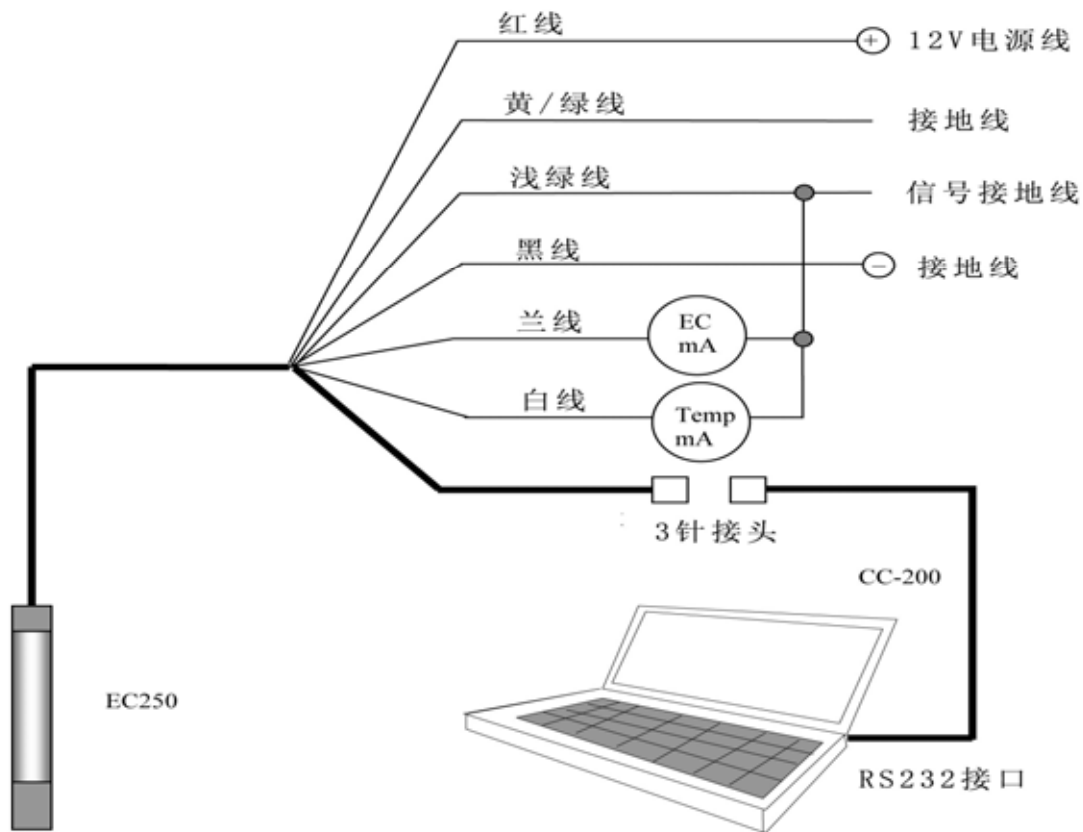 红线
12V电源线
黄/绿线
接地线
浅绿线
信号接地线
黑线
接地线
兰线
EC
mA
白线
Temp
mA
3针接头
CC-200
EC250
RS232接口